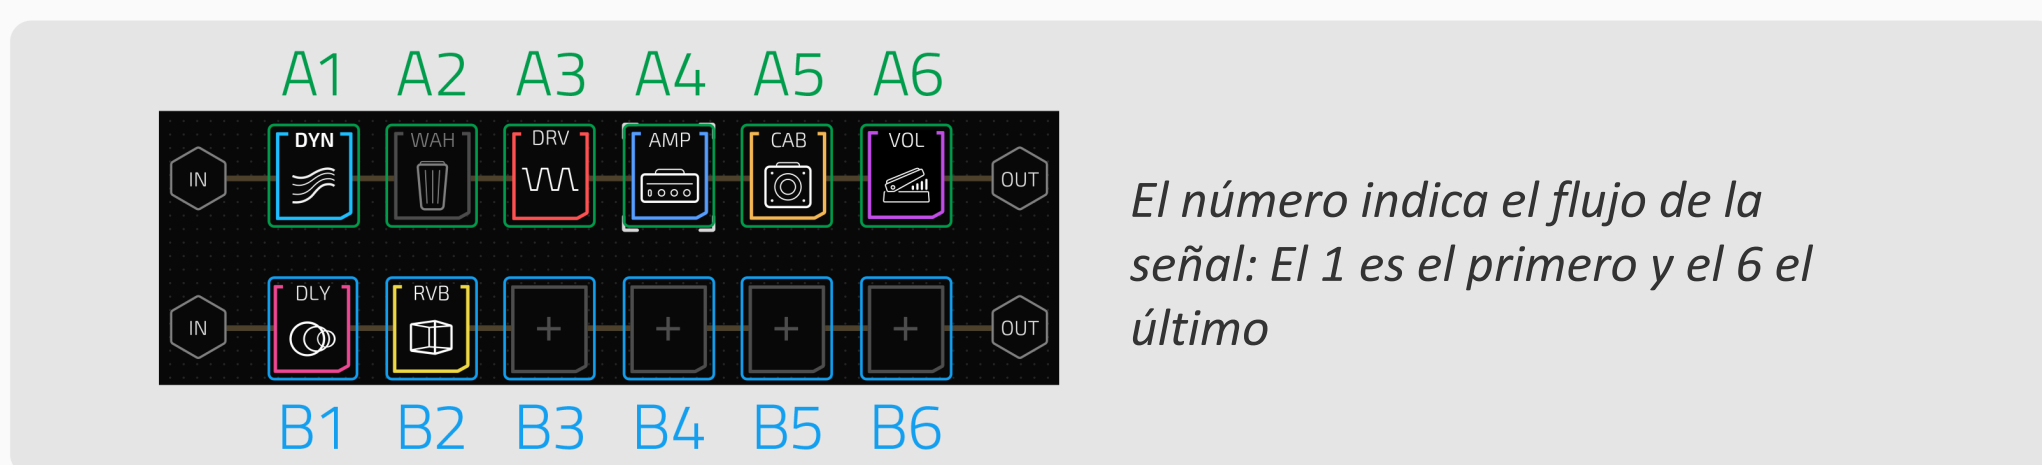 A1 A2 A3 A4 A5 A6
DYN WAH DRV AMP CAB VOL
IN OUT
DLY RVB
IN + + + + OUT
B1 B2 B3 B4 B5 B6
El número indica el flujo de la
señal: El 1 es el primero y el 6 el
último